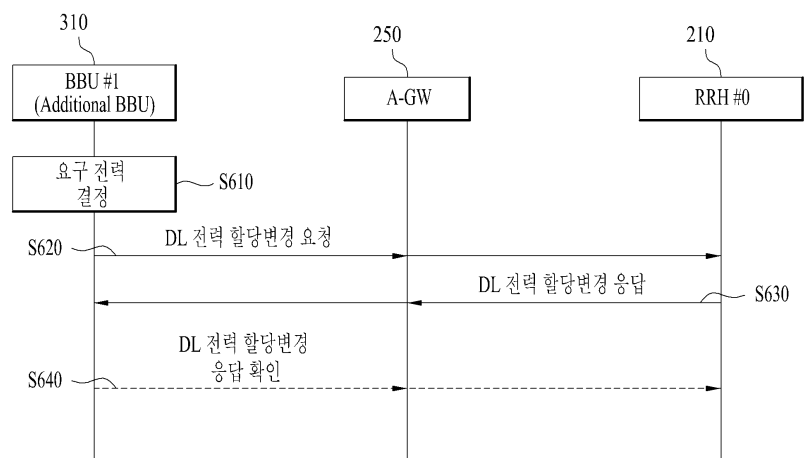 310
250
210
BBU #1
(Additional BBU)
A-GW
RRH #0
요구 전력
결정
S610
S620
DL 전력 할당변경 요청
DL 전력 할당변경 응답
S630
DL 전력 할당변경
응답 확인
S640